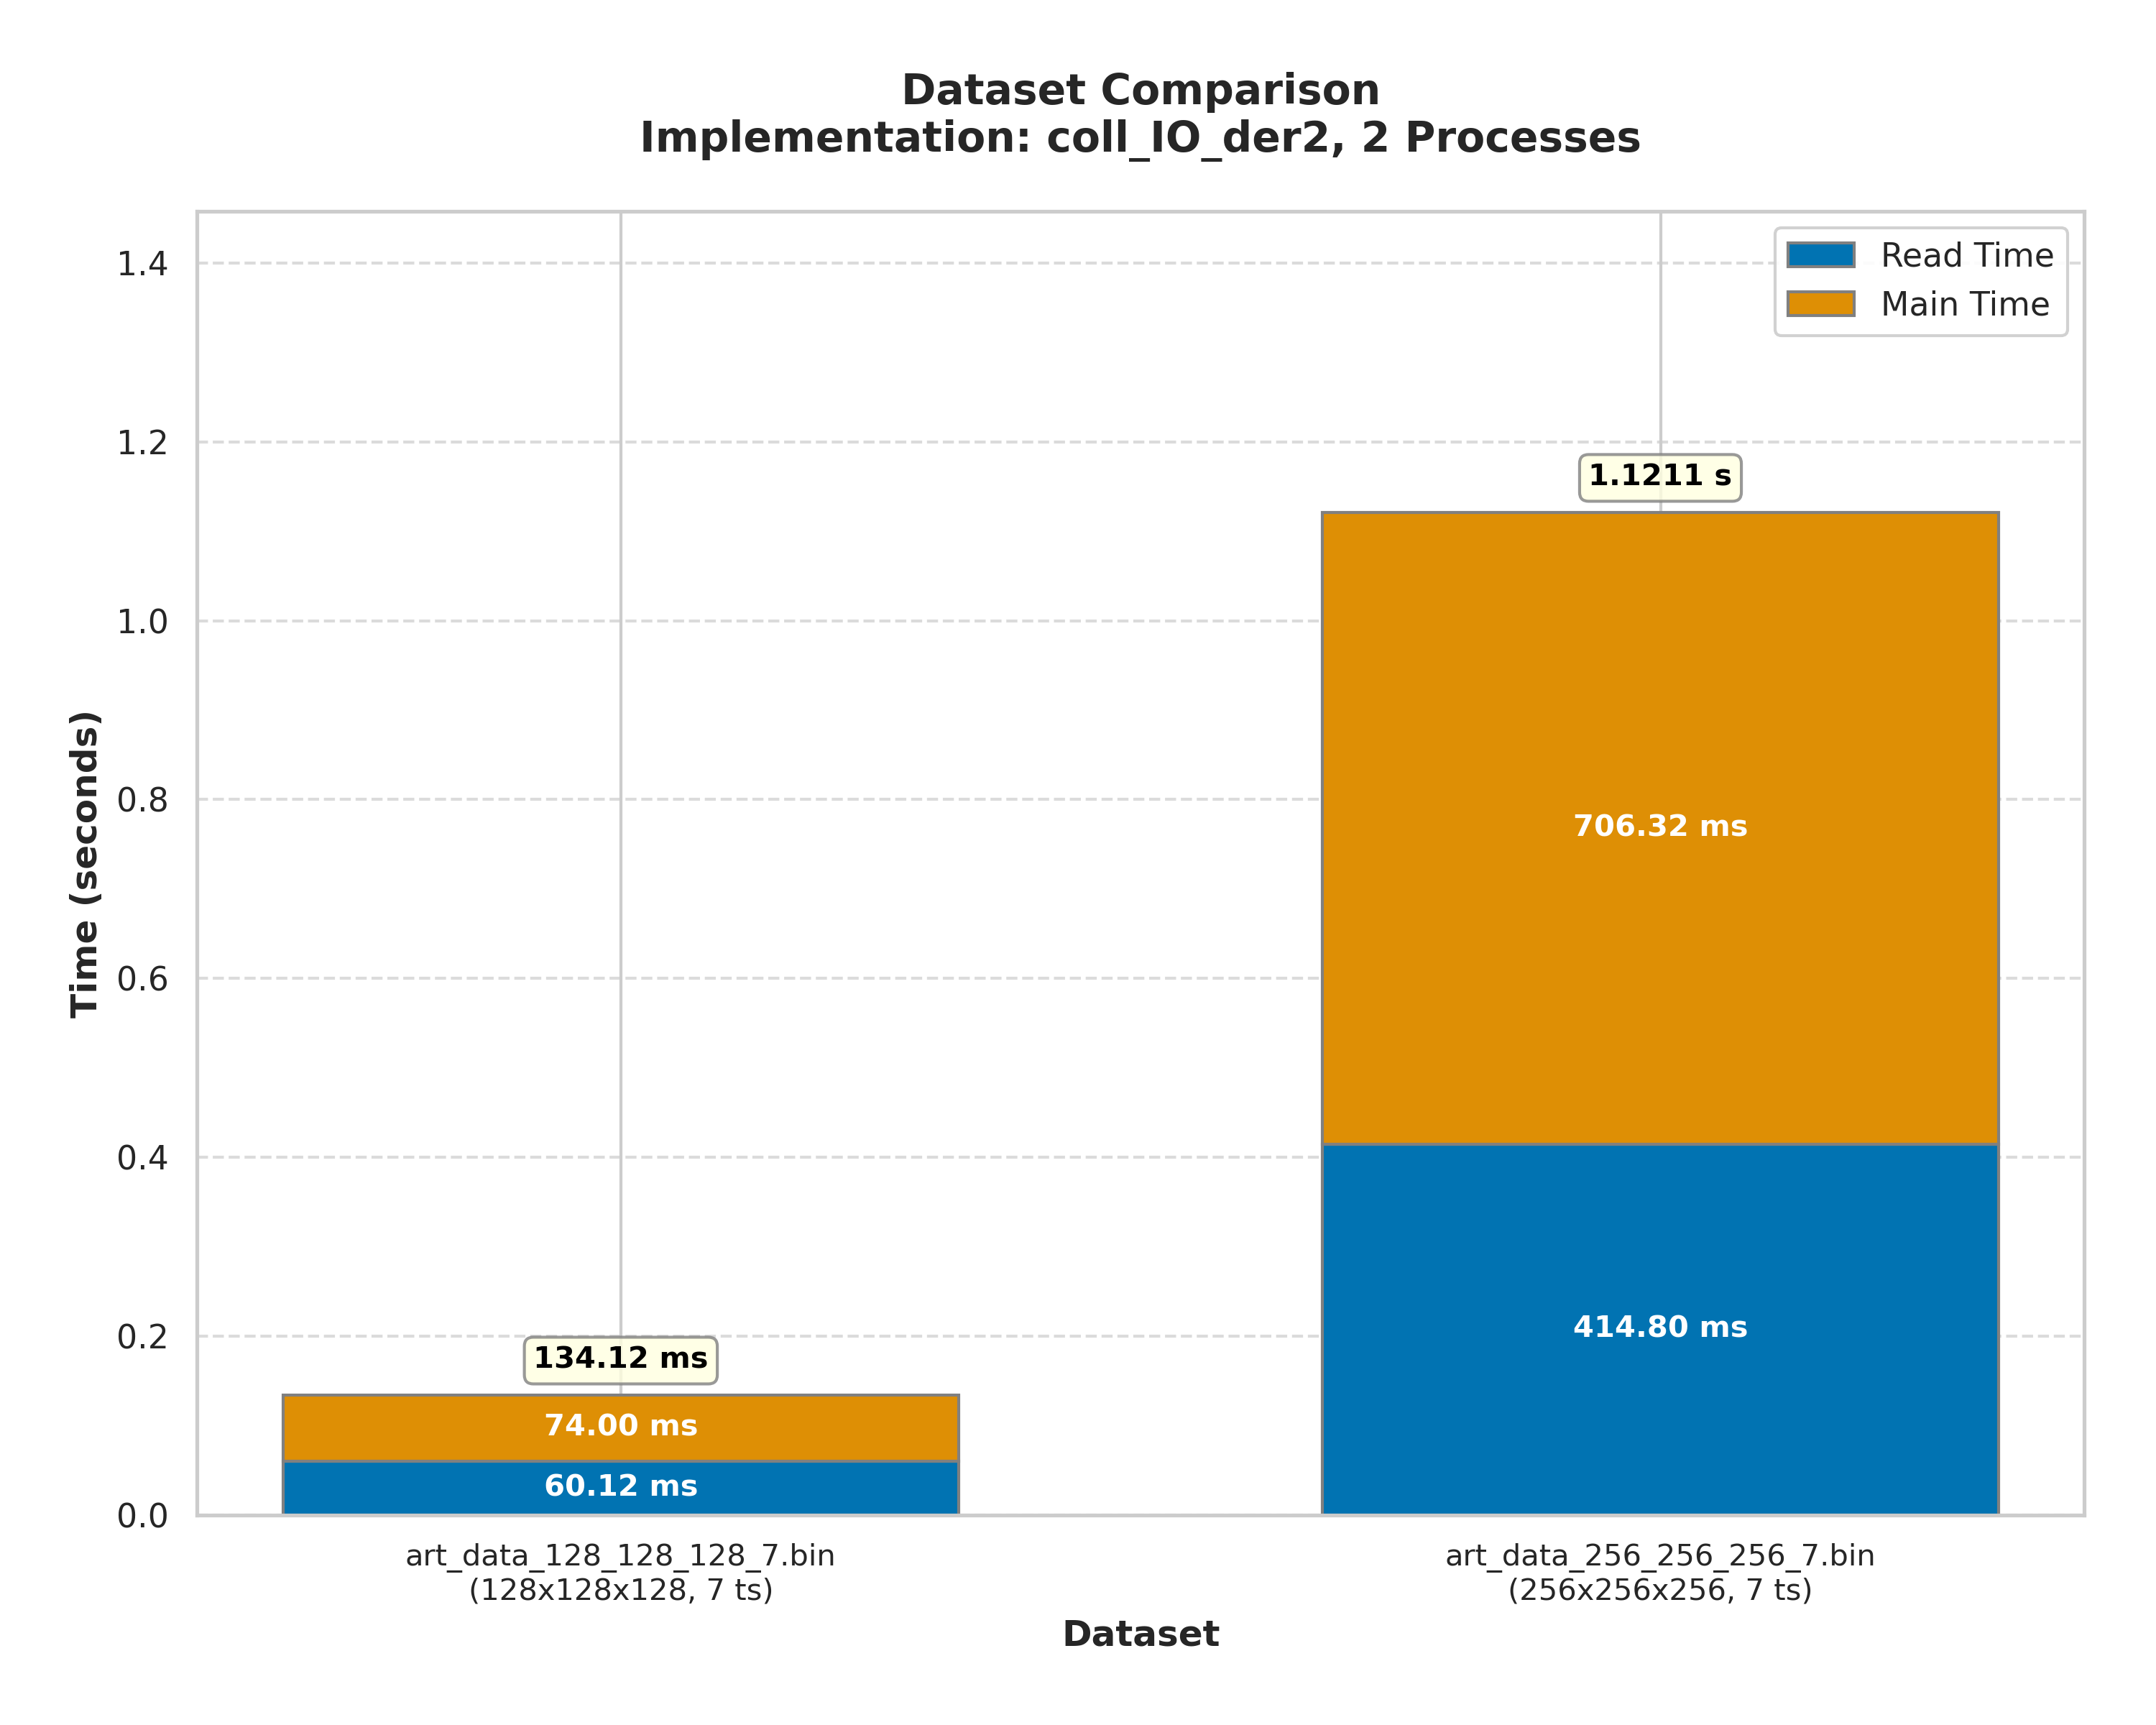 Dataset Comparison
Implementation: coll_IO_der2, 2 Processes
Read Time
Main Time
Time (seconds)
1.4
1.2
1.0
0.8
0.6
0.4
0.2
0.0
1.1211 s
706.32 ms
414.80 ms
134.12 ms
74.00 ms
60.12 ms
art_data_128_128_128_7.bin
(128x128x128, 7 ts)
art_data_256_256_256_7.bin
(256x256x256, 7 ts)
Dataset